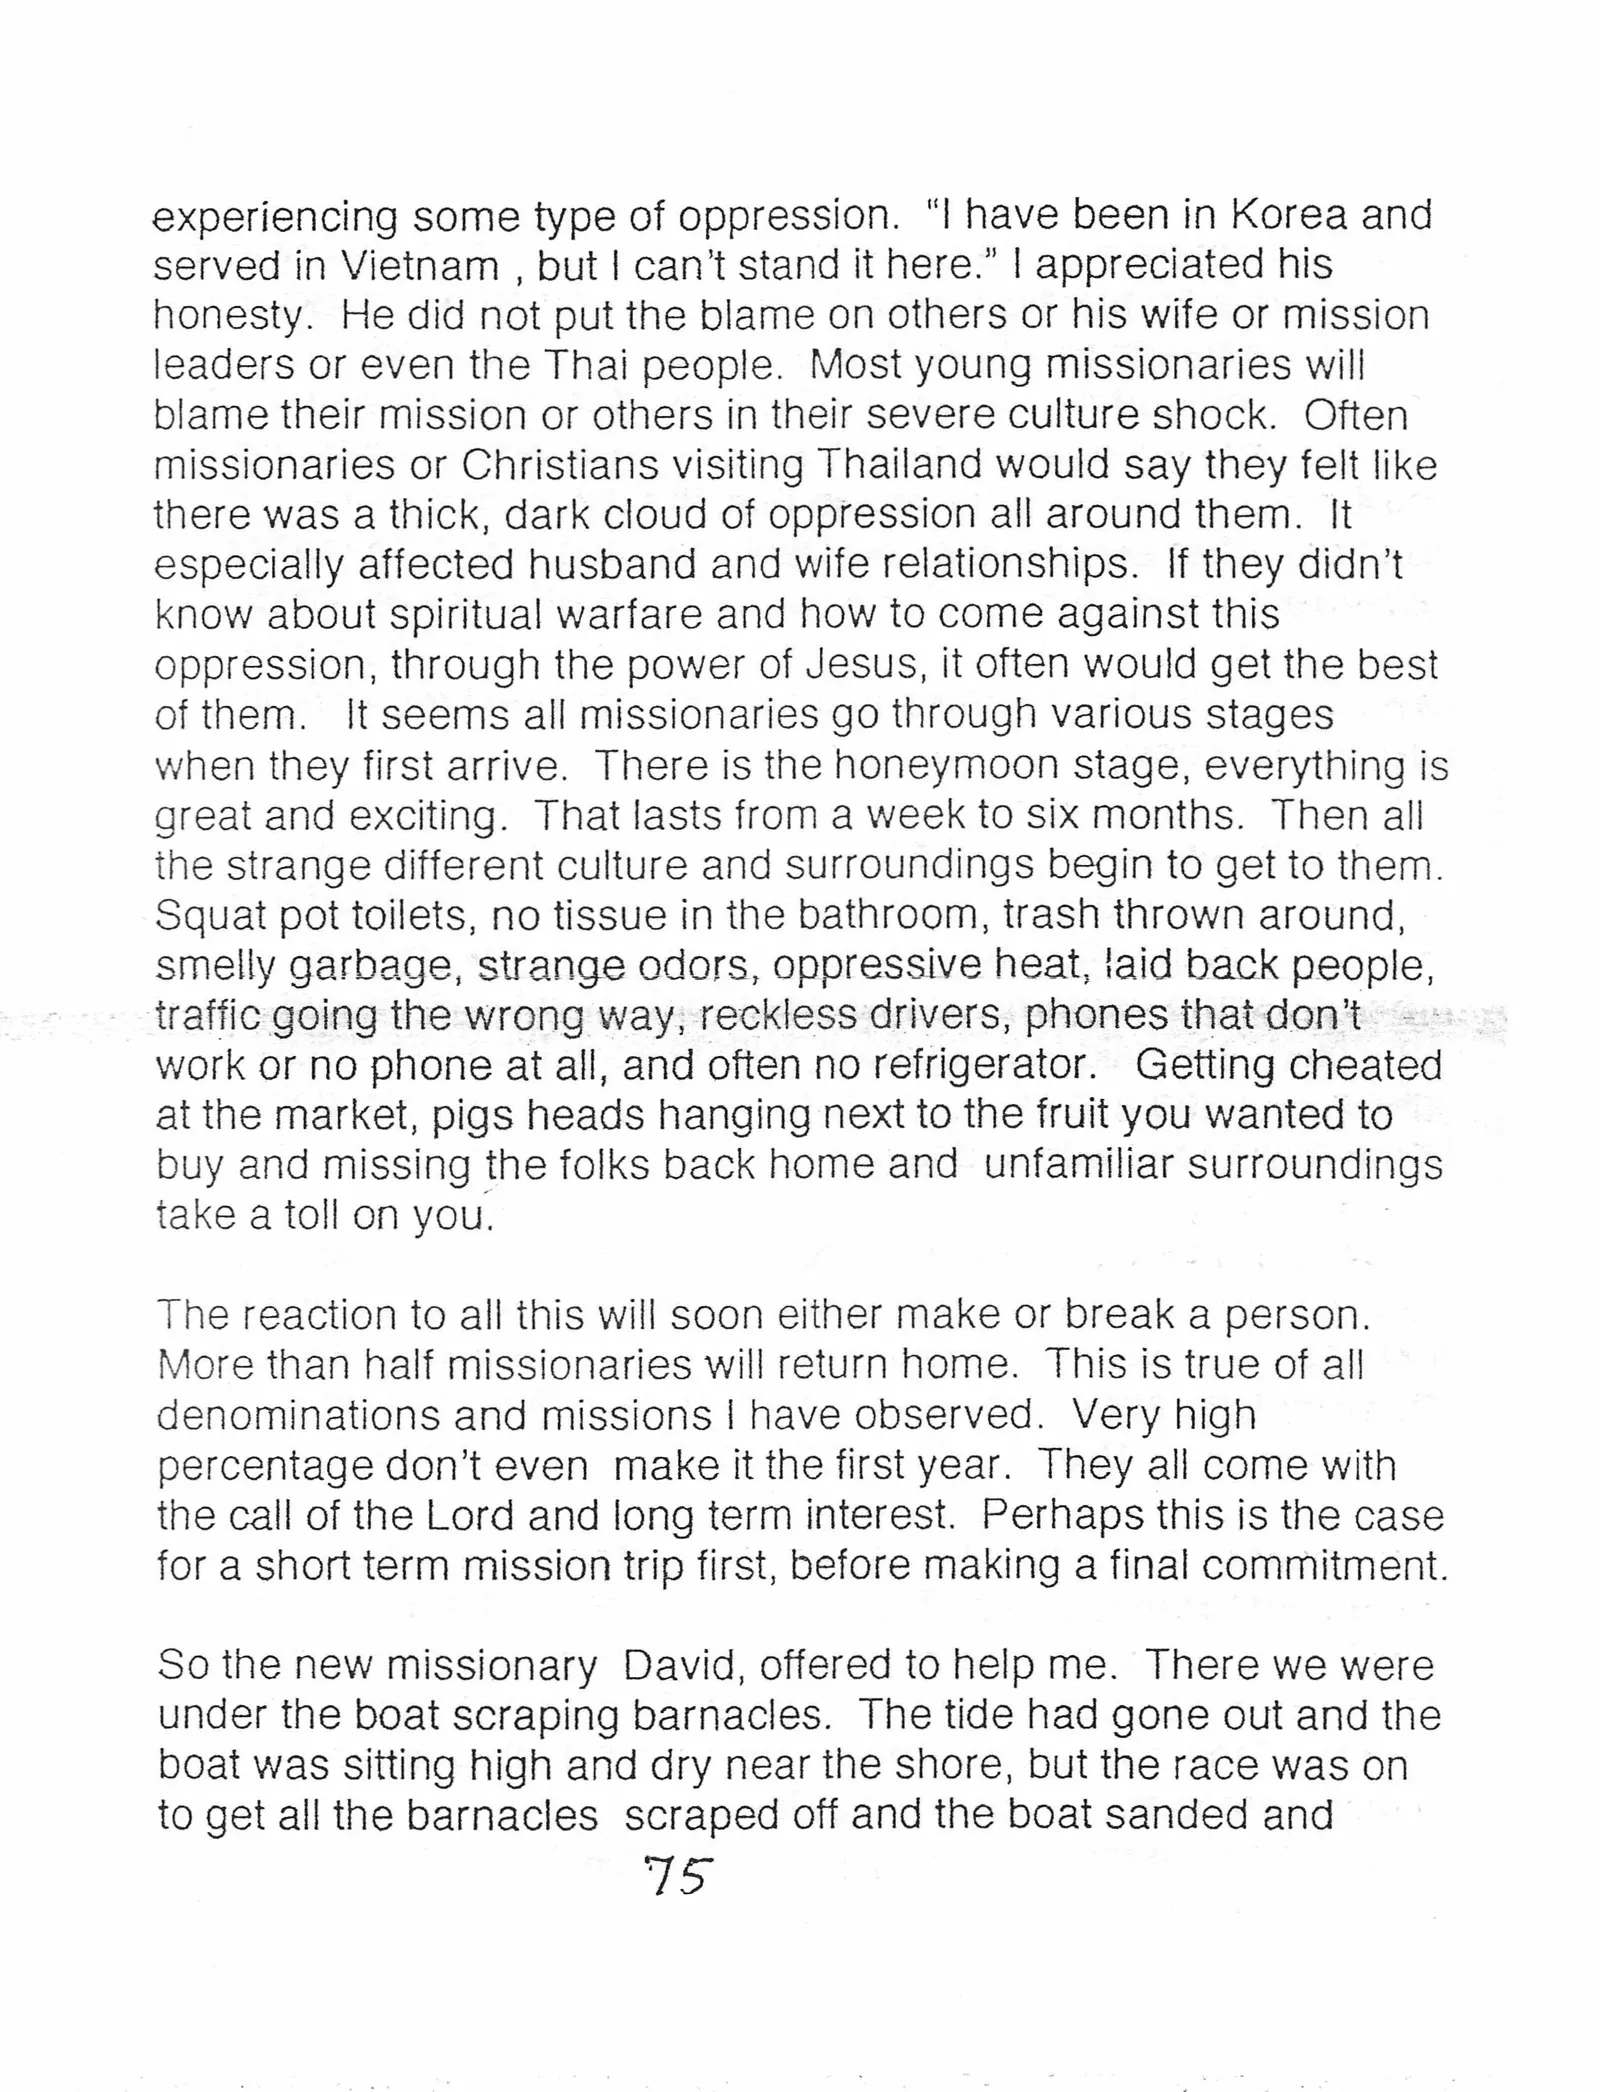 experiencing some type of oppression.  "I have been in Korea and
served in Vietnam , but I can't stand it here." I appreciated his
honesty.  He did not put the blame on others or his wife or mission
leaders or even the Thai people.  Most young missionaries will
blame their mission or others in their severe culture shock.  Often
missionaries or Christians visiting Thailand would say they felt like
there was a thick, dark cloud of oppression all around them.  It
especially affected husband and wife relationships.  If they didn't
know about spiritual warfare and how to come against this
oppression, through the power of Jesus, it often would get the best
of them.   It seems all missionaries go through various stages
when they first arrive.  There is the honeymoon stage, everything is
great and exciting.  That lasts from a week to six months.  Then all
the strange different culture and surroundings begin to get to them.
Squat pot toilets, no tissue in the bathroom, trash thrown around,
smelly garbage, strange odors, oppressive heat, laid back people,
traffic going the wrong way, reckless drivers, phones that don't
work or no phone at all, and often no refrigerator.   Getting cheated
at the market, pigs heads hanging next to the fruit you wanted to
buy and missing the folks back home and  unfamiliar surroundings
take a toll on you.
The reaction to all this will soon either make or break a person.
More than half missionaries will return home.  This is true of all
denominations and missions I have observed.  Very high
percentage don't even  make it the first year.  They all come with
the call of the Lord and long term interest.  Perhaps this is the case
for a short term mission trip first, before making a final commitment.
So the new missionary  David, offered to help me.  There we were
under the boat scraping barnacles.  The tide had gone out and the
boat was sitting high and dry near the shore, but the race was on
to get all the barnacles  scraped off and the boat sanded and
75